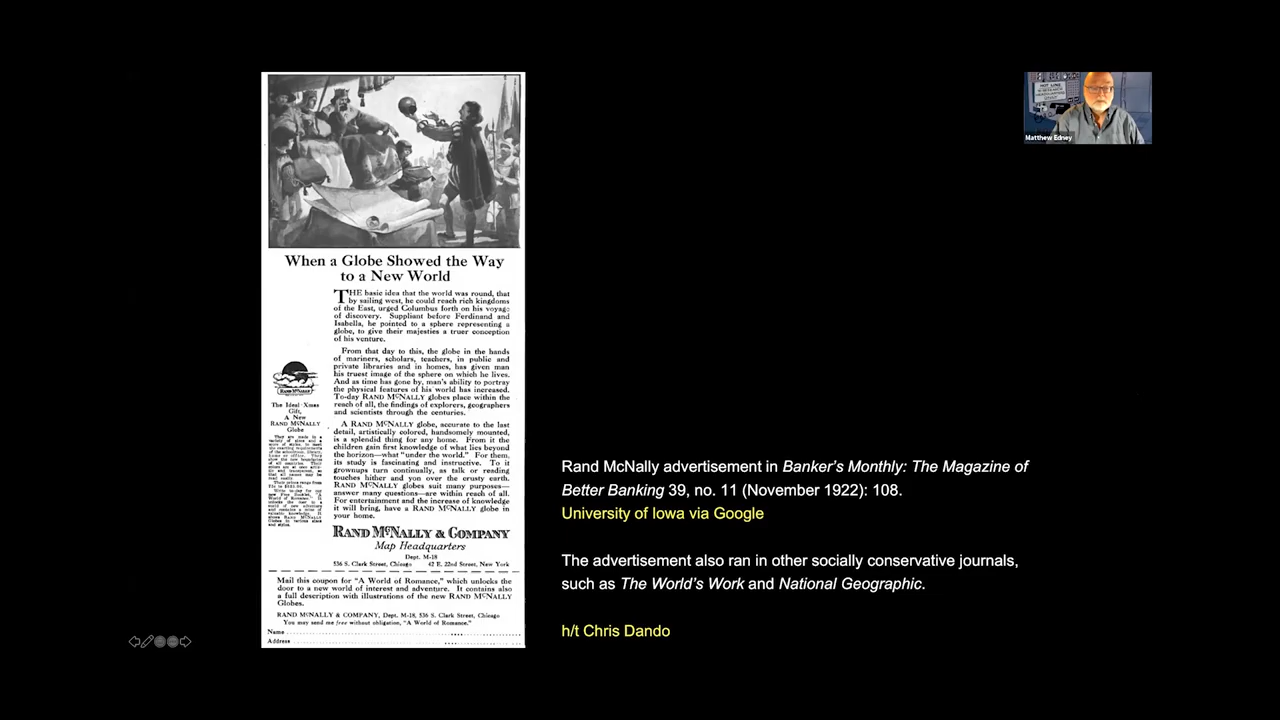 Matthew Edney
When a Globe Showed the Way
to a New World
THE basic idea that the world was round, that
by sailing west, he could reach rich kingdoms
of the East, urged Columbus forth on his voyage
of discovery. Suppliant before Ferdinand and
Isabella, he pointed to a sphere representing a
globe, to give their majesties a truer conception
of his venture.
From that day to this, the globe in the hands
of mariners, scholars, teachers, in public and
private libraries and in homes, has given man
his truest image of the sphere on which he lives.
And as time has gone by, man's ability to portray
the physical features of his world has increased.
To-day RAND MCNALLY globes place within the
reach of all, the findings of explorers, geographers
and scientists through the centuries.
A RAND MCNALLY globe, accurate to the last
detail, artistically colored, handsomely mounted,
is a splendid thing for any home. From it the
children gain first knowledge of what lies beyond
the horizon—what "under the world." For them,
its study is fascinating and instructive. To it
grownups turn continually, as talk or reading
touches hither and yon over the crusty earth.
RAND MCNALLY globes suit many purposes—
answer many questions—are within reach of all.
For entertainment and the increase of knowledge
it will bring, have a RAND MCNALLY globe in
your home.
RAND MCNALLY
The Ideal Xmas
Gift,
A New
RAND MCNALLY
Globe
RAND MCNALLY & COMPANY
Map Headquarters
Dept. M-18
536 S. Clark Street, Chicago 42 E. 22nd Street, New York
Mail this coupon for "A World of Romance," which unlocks the
door to a new world of interest and adventure. It contains also
a full description with illustrations of the new RAND MCNALLY
Globes.
RAND MCNALLY & COMPANY, Dept. M-18, 536 S. Clark Street, Chicago
You may send me free without obligation, "A World of Romance."
Name
Address
Rand McNally advertisement in Banker's Monthly: The Magazine of
Better Banking 39, no. 11 (November 1922): 108.
University of Iowa via Google
The advertisement also ran in other socially conservative journals,
such as The World's Work and National Geographic.
h/t Chris Dando